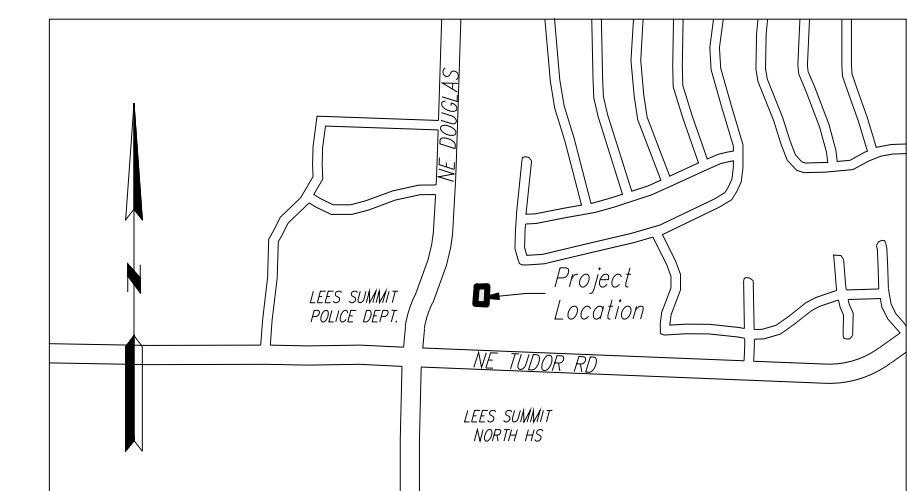 NE DOUGLAS
N
Project
Location
LEES SUMMIT
POLICE DEPT.
NE TUDOR RD
LEES SUMMIT
NORTH HS